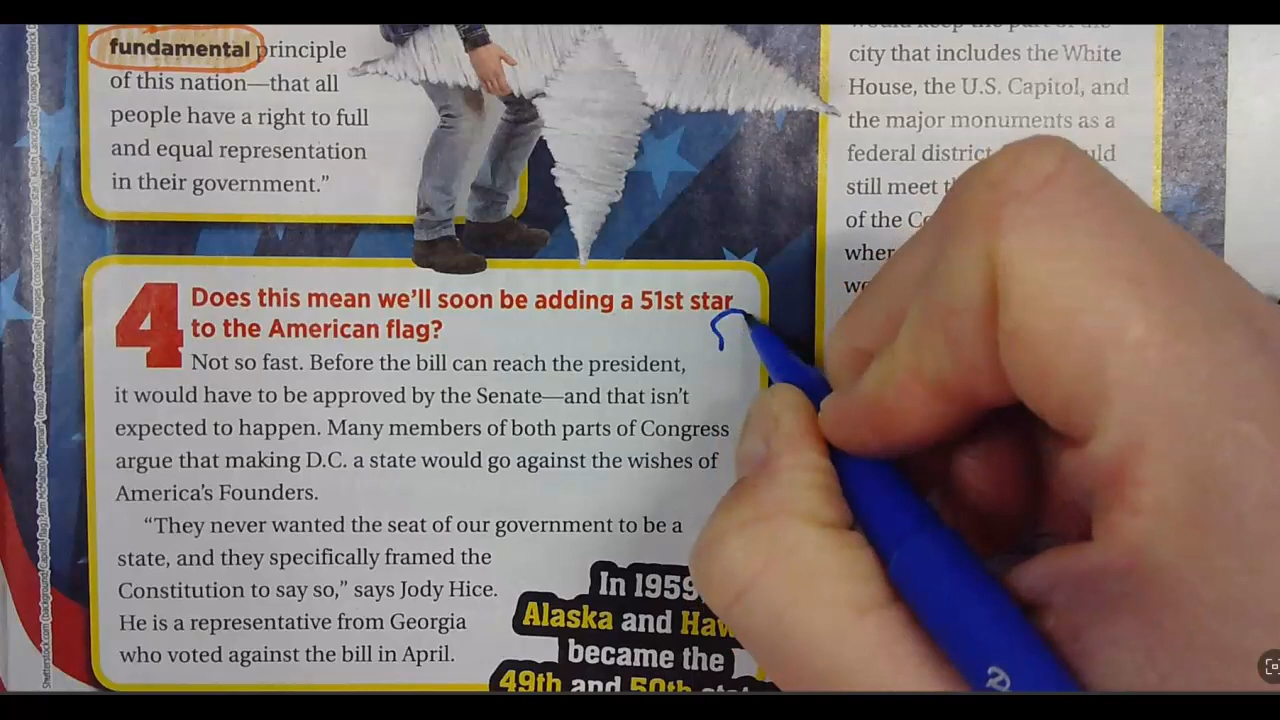 fundamental principle
of this nation—that all
people have a right to full
and equal representation
in their government.”
city that includes the White
House, the U.S. Capitol, and
the major monuments as a
federal district
still meet
of the
4 Does this mean we’ll soon be adding a 51st star
to the American flag?
Not so fast. Before the bill can reach the president,
it would have to be approved by the Senate—and that isn’t
expected to happen. Many members of both parts of Congress
argue that making D.C. a state would go against the wishes of
America’s Founders.
“They never wanted the seat of our government to be a
state, and they specifically framed the
Constitution to say so,” says Jody Hice.
He is a representative from Georgia
who voted against the bill in April.
In 1959
Alaska and
became the
49th and 50th